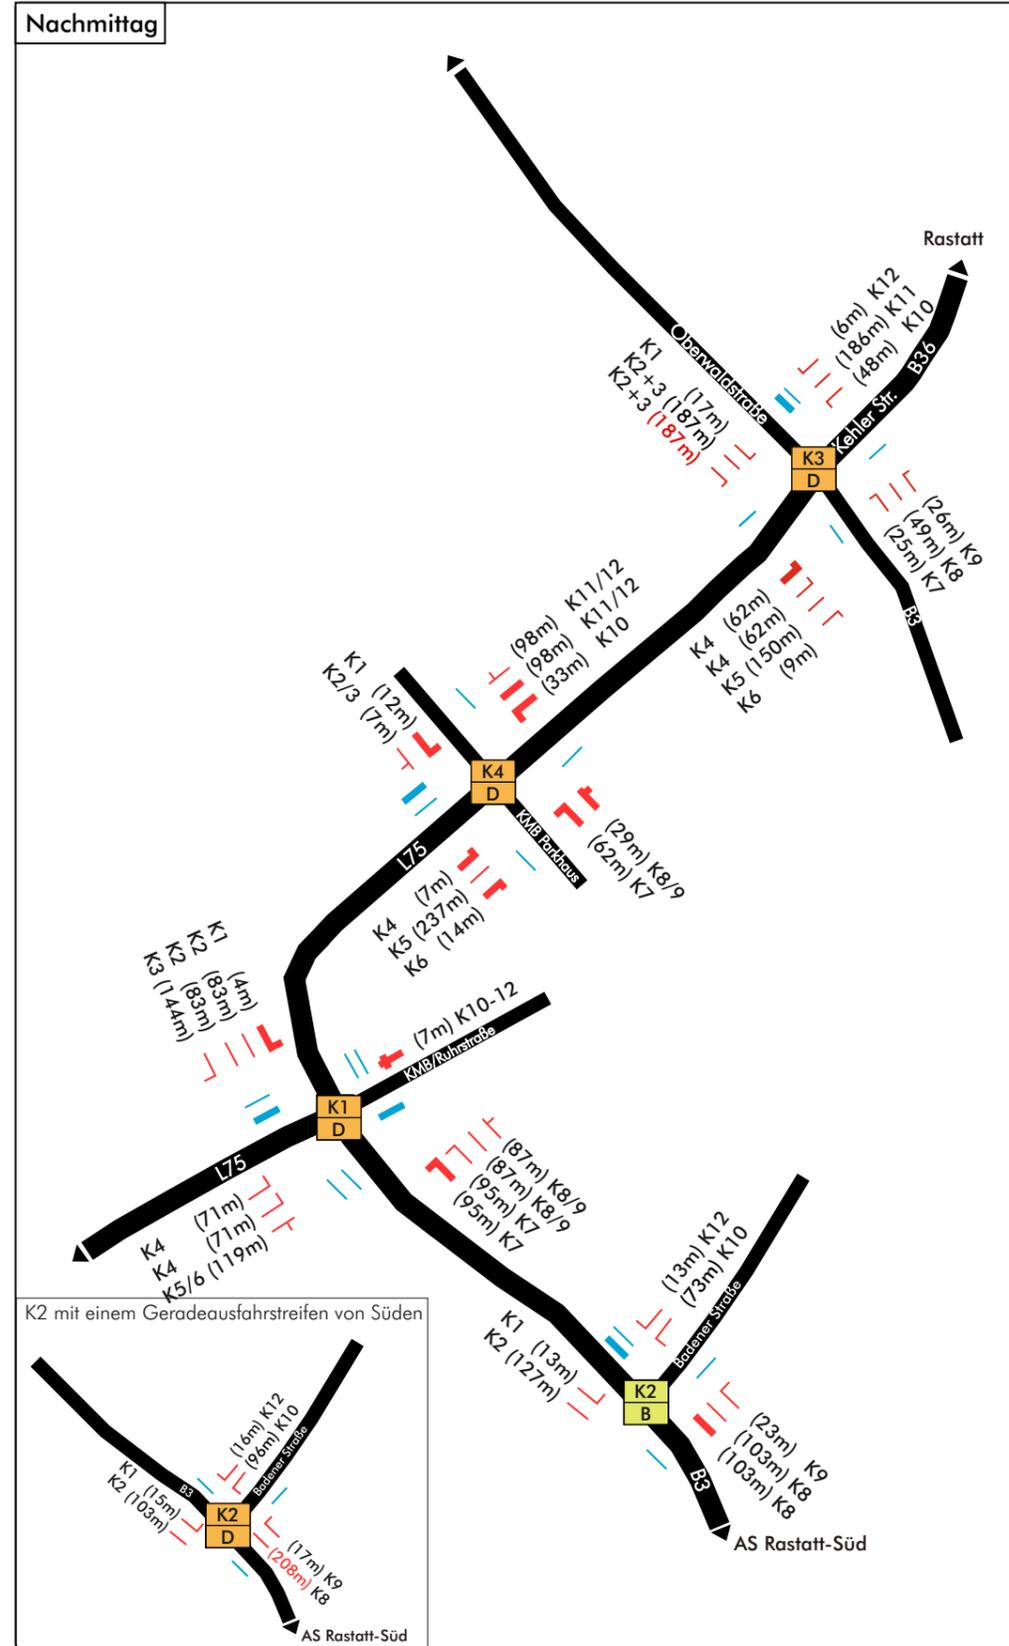 Nachmittag
Rastatt
B36
Kehler Str.
Oberwaldstraße
(6m) K12
(186m) K11
(48m) K10
K1 (17m)
K2+3 (187m)
K2+3 (187m)
K3
D
(26m) K9
(49m) K8
(25m) K7
B3
K4 (62m)
K4 (62m)
K5 (150m)
K6 (9m)
(98m) K11/12
(98m) K11/12
(33m) K10
K1 (12m)
K2/3 (7m)
K4
D
KMB Parkhaus
(29m) K8/9
(62m) K7
L75
K4 (7m)
K5 (237m)
K6 (14m)
K1 (4m)
K2 (83m)
K2 (83m)
K3 (144m)
(7m) K10-12
KMB/Ruhrstraße
K1
D
L75
(87m) K8/9
(87m) K8/9
(95m) K7
(95m) K7
K4 (71m)
K4 (71m)
K5/6 (119m)
(13m) K12
(73m) K10
Badener Straße
K1 (13m)
K2 (127m)
K2
B
(23m) K9
(103m) K8
(103m) K8
B3
AS Rastatt-Süd
K2 mit einem Geradeausfahrstreifen von Süden
(16m) K12
(96m) K10
Badener Straße
B3
K1 (15m)
K2 (103m)
K2
D
(17m) K9
(208m) K8
AS Rastatt-Süd